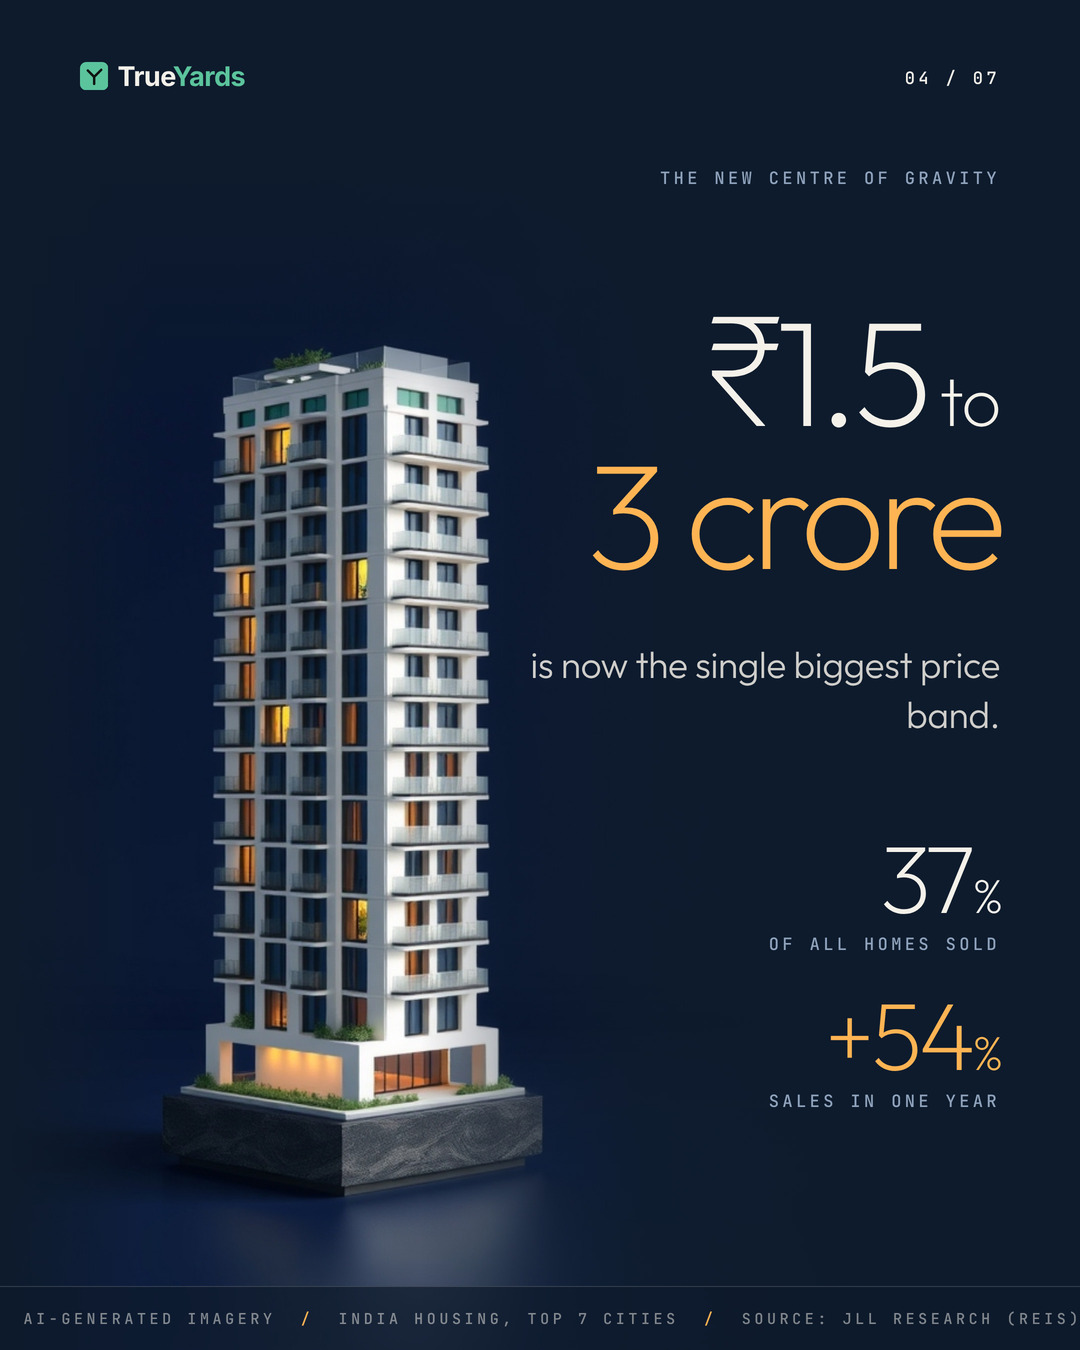 TrueYards
04 / 07
THE NEW CENTRE OF GRAVITY
₹1.5 to
3 crore
is now the single biggest price
band.
37%
OF ALL HOMES SOLD
+54%
SALES IN ONE YEAR
AI-GENERATED IMAGERY / INDIA HOUSING, TOP 7 CITIES / SOURCE: JLL RESEARCH (REIS)